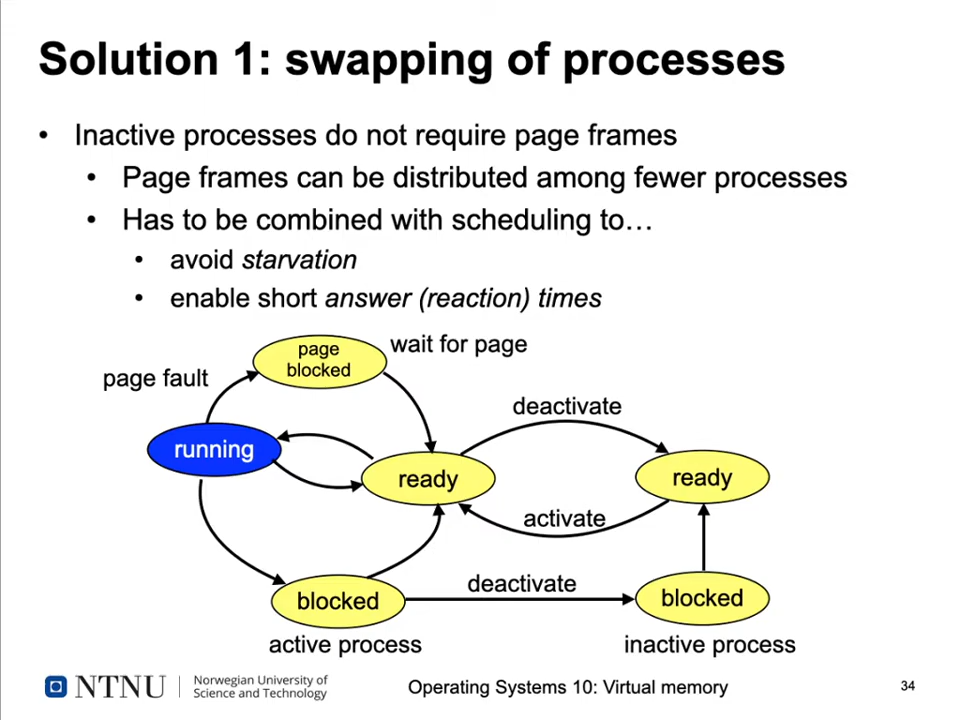 Solution 1: swapping of processes
• Inactive processes do not require page frames
• Page frames can be distributed among fewer processes
• Has to be combined with scheduling to…
• avoid starvation
• enable short answer (reaction) times
page
blocked
wait for page
page fault
deactivate
running
ready
ready
activate
deactivate
blocked
blocked
active process
inactive process
NTNU
Norwegian University of
Science and Technology
Operating Systems 10: Virtual memory
34